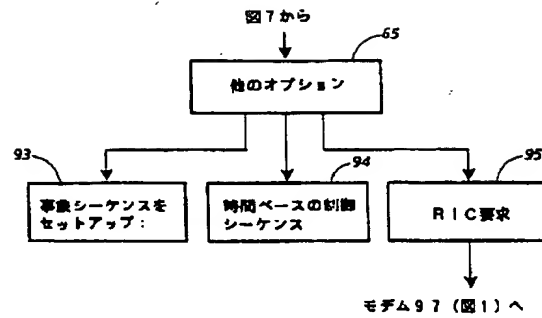 図7から
65
他のオプション
93
94
95
事象シーケンスを
セットアップ：
時間ベースの制御
シーケンス
RIC要求
モデム97（図1）へ